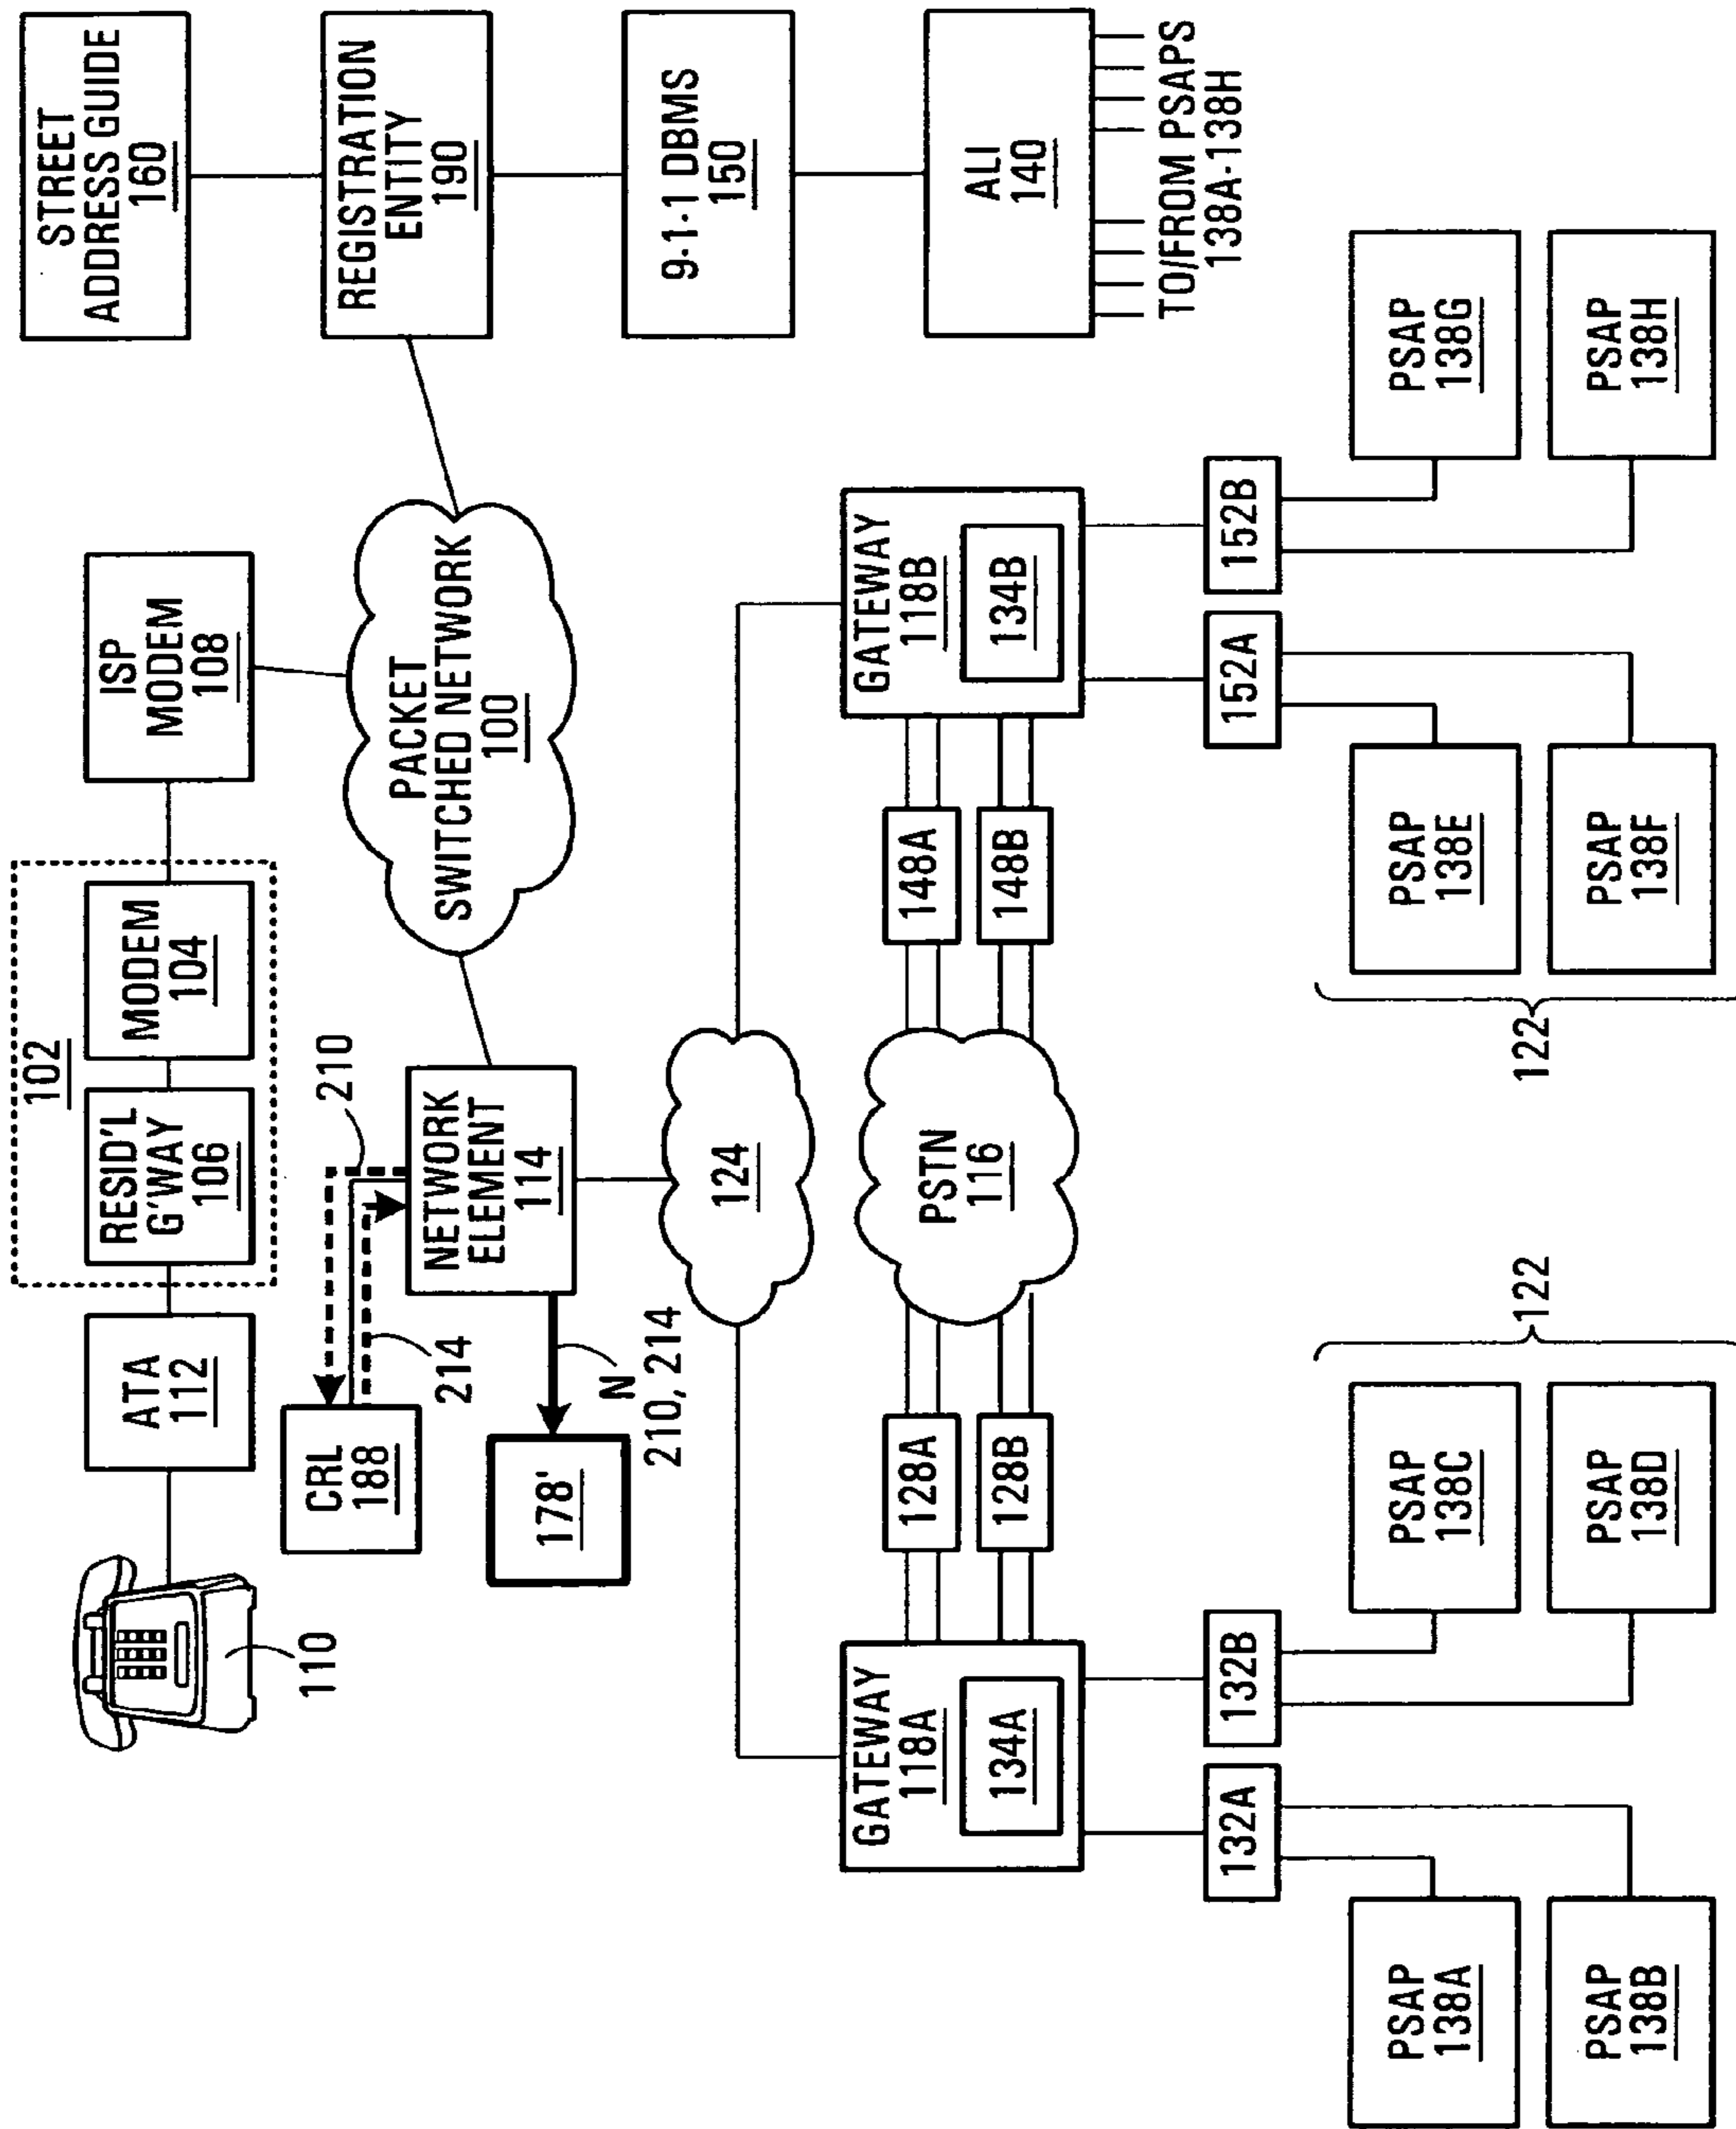 110
ATA
112
102
RESID'L
G'WAY
106
MODEM
104
ISP
MODEM
108
STREET
ADDRESS GUIDE
160
CRL
188
210
214
178'
N
210, 214
NETWORK
ELEMENT
114
PACKET
SWITCHED NETWORK
100
REGISTRATION
ENTITY
190
9-1-1 DBMS
150
ALI
140
TO/FROM PSAPS
138A-138H
124
GATEWAY
118A
134A
128A
128B
PSTN
116
148A
148B
GATEWAY
118B
134B
132A
132B
152A
152B
PSAP
138A
PSAP
138B
PSAP
138C
PSAP
138D
122
122
PSAP
138E
PSAP
138F
PSAP
138G
PSAP
138H